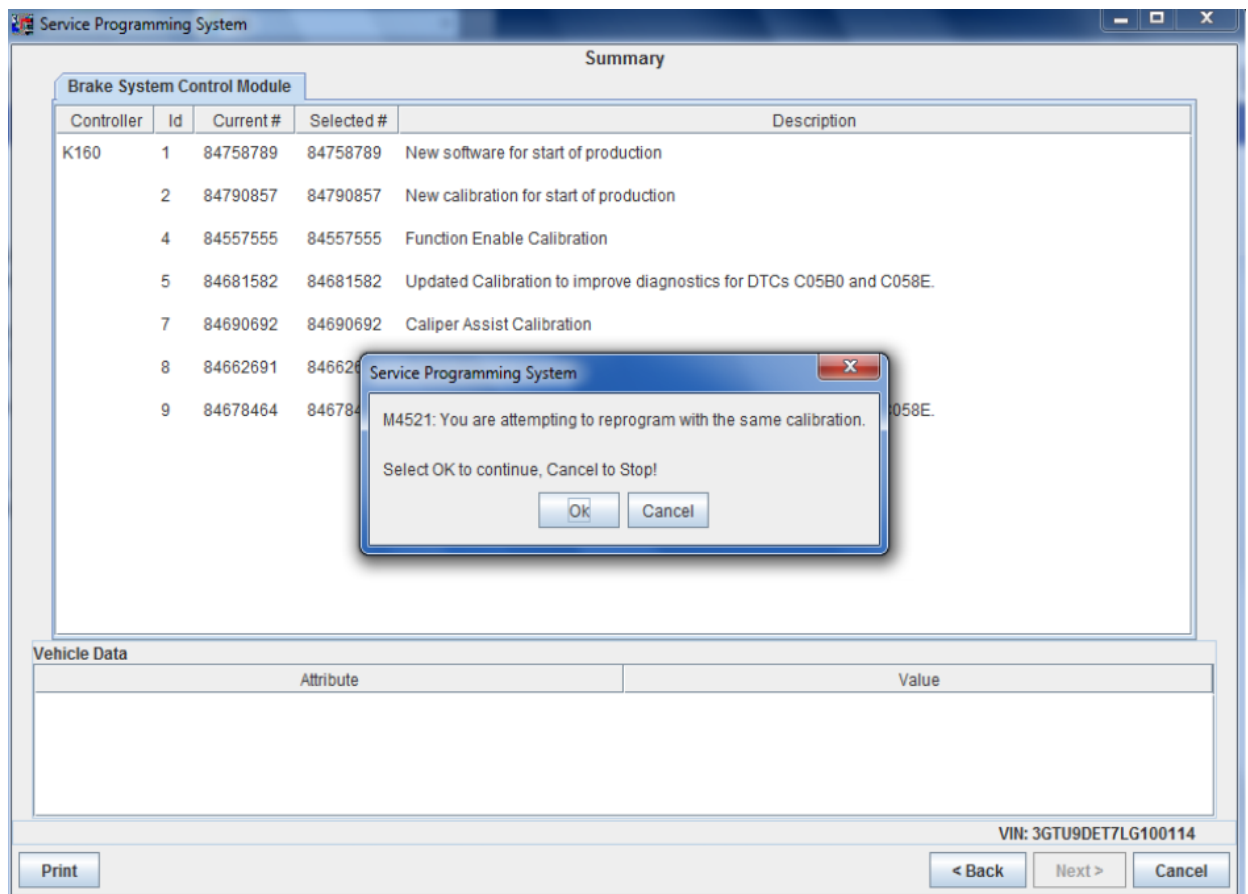 Service Programming System
Summary
Brake System Control Module
Controller Id Current # Selected # Description
K160 1 84758789 84758789 New software for start of production
2 84790857 84790857 New calibration for start of production
4 84557555 84557555 Function Enable Calibration
5 84681582 84681582 Updated Calibration to improve diagnostics for DTCs C05B0 and C058E.
7 84690692 84690692 Caliper Assist Calibration
8 84662691 84662
9 84678464 846784 058E.
Service Programming System
M4521: You are attempting to reprogram with the same calibration.
Select OK to continue, Cancel to Stop!
Ok Cancel
Vehicle Data
Attribute Value
VIN: 3GTU9DET7LG100114
Print < Back Next > Cancel